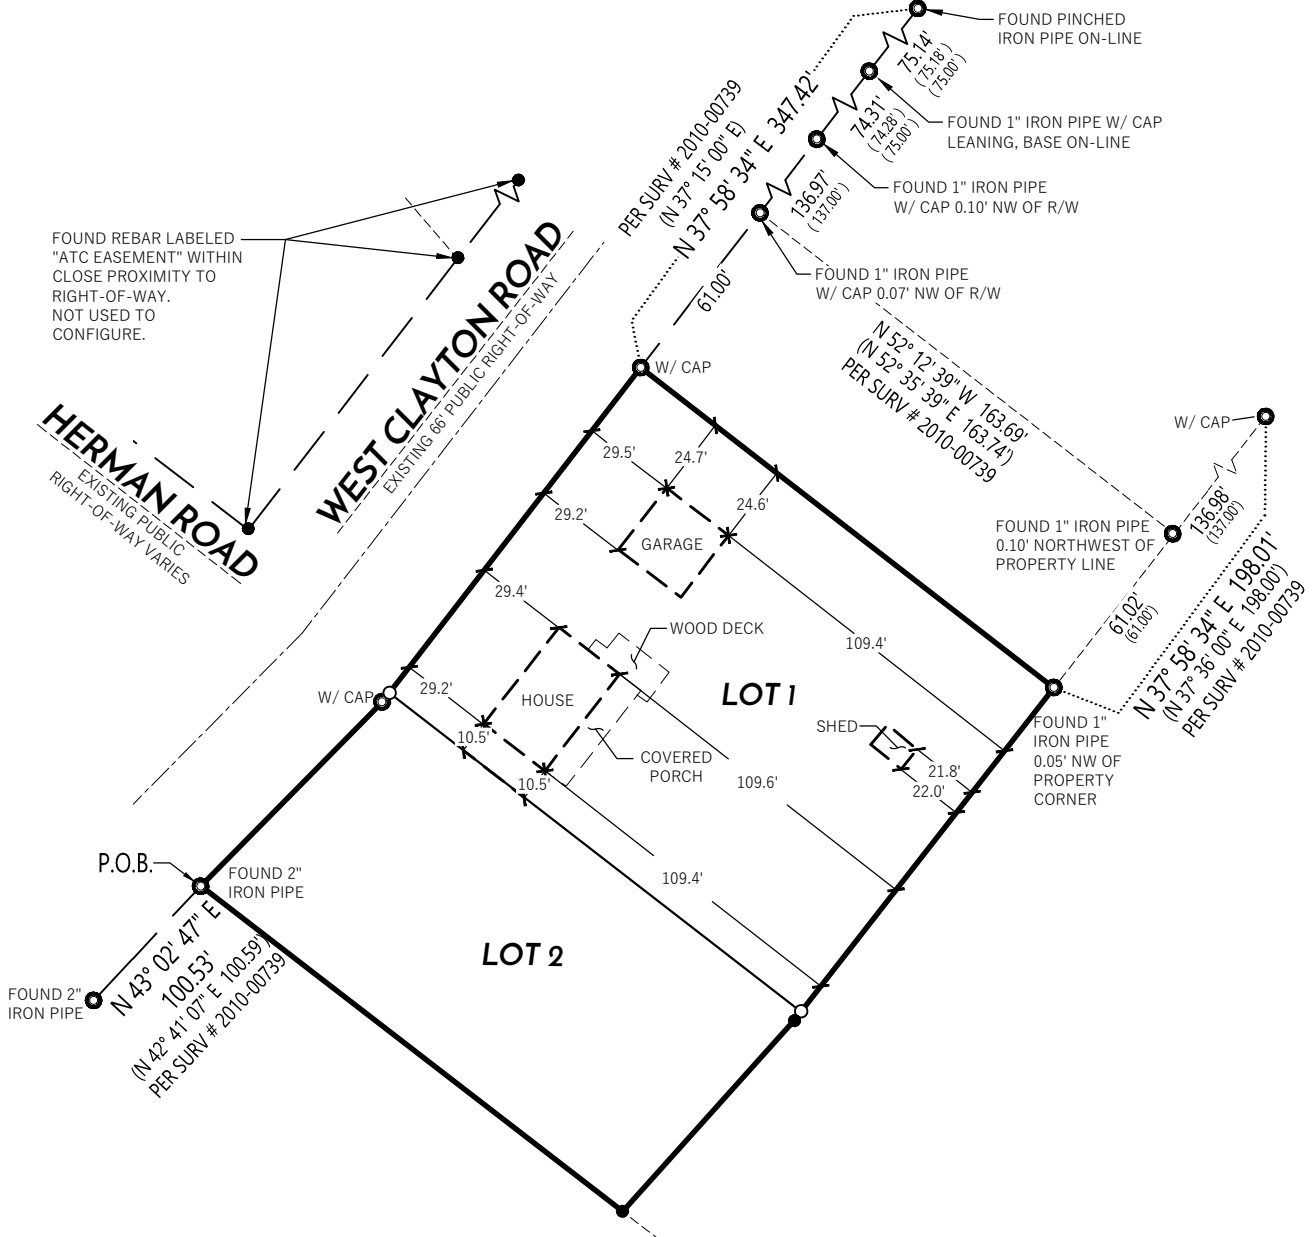 FOUND PINCHED
IRON PIPE ON-LINE
75.14'
(75.18')
(75.00')
FOUND 1" IRON PIPE W/ CAP
LEANING, BASE ON-LINE
74.31'
(74.28')
(75.00')
FOUND 1" IRON PIPE
W/ CAP 0.10' NW OF R/W
136.97'
(137.00')
FOUND 1" IRON PIPE
W/ CAP 0.07' NW OF R/W
61.00'
N 37° 58' 34" E 347.42'
(N 37° 15' 00" E)
PER SURV # 2010-00739
FOUND REBAR LABELED
"ATC EASEMENT" WITHIN
CLOSE PROXIMITY TO
RIGHT-OF-WAY.
NOT USED TO
CONFIGURE.
WEST CLAYTON ROAD
EXISTING 66' PUBLIC RIGHT-OF-WAY
HERMAN ROAD
EXISTING PUBLIC
RIGHT-OF-WAY VARIES
W/ CAP
N 52° 12' 39" W 163.69'
(N 52° 35' 39" E 163.74')
PER SURV # 2010-00739
W/ CAP
136.98'
(137.00')
FOUND 1" IRON PIPE
0.10' NORTHWEST OF
PROPERTY LINE
61.02'
(61.00')
N 37° 58' 34" E 198.01'
(N 37° 36' 00" E 198.00')
PER SURV # 2010-00739
29.5'
24.7'
29.2'
24.6'
GARAGE
29.4'
109.4'
WOOD DECK
29.2'
HOUSE
LOT 1
W/ CAP
10.5'
COVERED
PORCH
10.5'
109.6'
SHED
21.8'
22.0'
FOUND 1"
IRON PIPE
0.05' NW OF
PROPERTY
CORNER
109.4'
P.O.B.
FOUND 2"
IRON PIPE
LOT 2
FOUND 2"
IRON PIPE
N 43° 02' 47" E
100.53'
(N 42° 41' 07" E 100.59')
PER SURV # 2010-00739